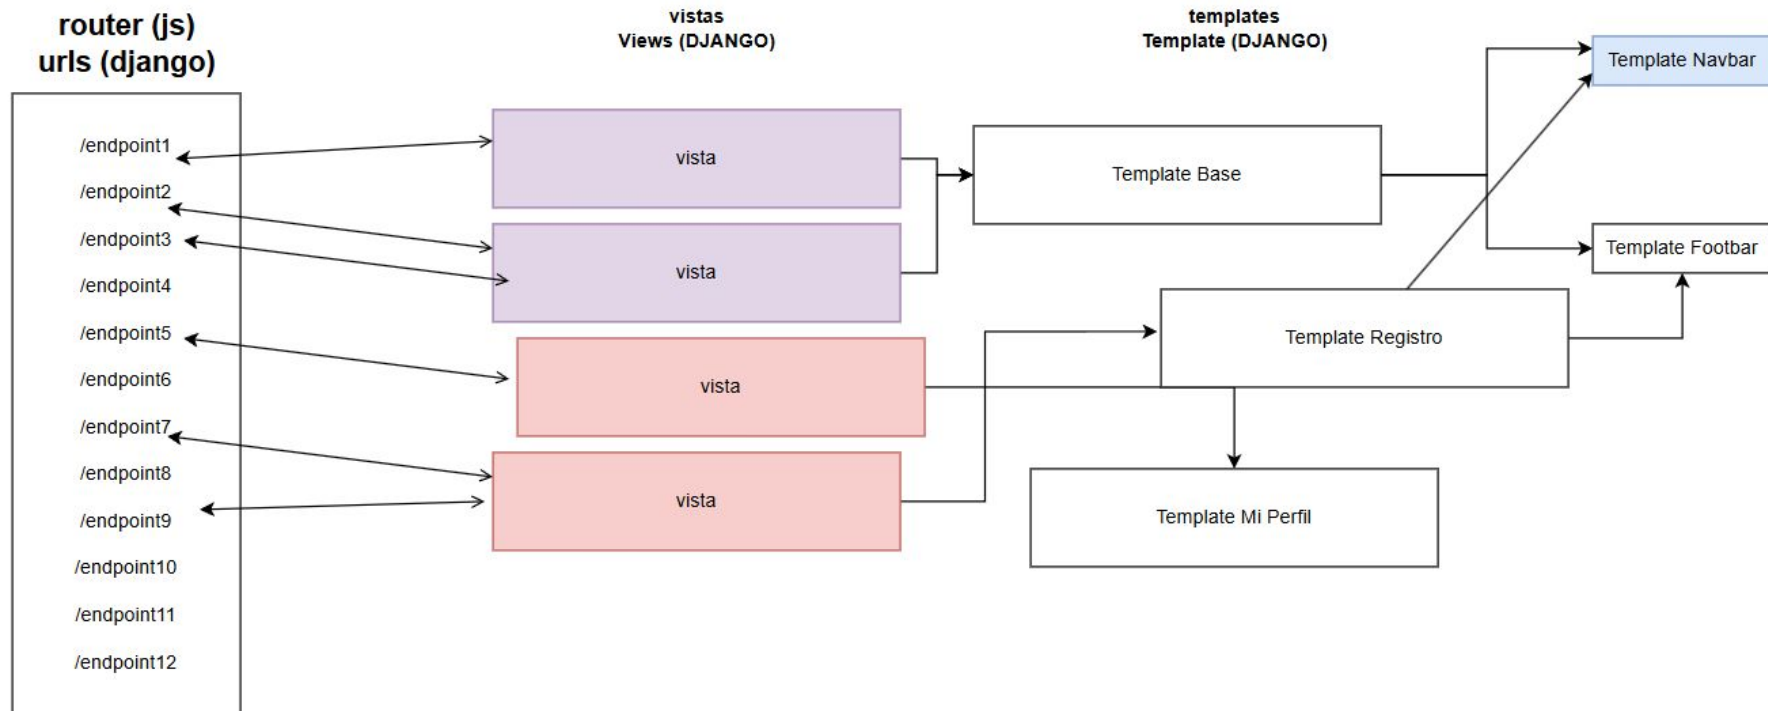 router (js)
urls (django)
vistas
Views (DJANGO)
templates
Template (DJANGO)
/endpoint1
/endpoint2
/endpoint3
/endpoint4
/endpoint5
/endpoint6
/endpoint7
/endpoint8
/endpoint9
/endpoint10
/endpoint11
/endpoint12
vista
vista
vista
vista
Template Base
Template Registro
Template Mi Perfil
Template Navbar
Template Footbar